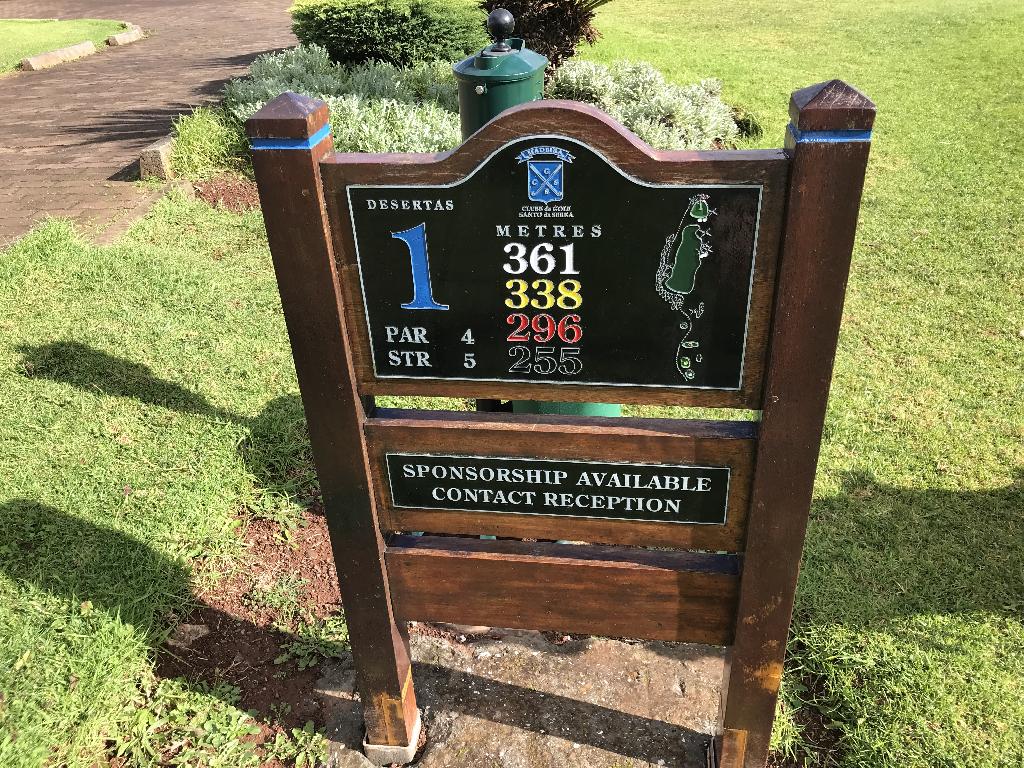 MADEIRA
CLUBE de GOLF
SANTO da SERRA
DESERTAS
1
PAR 4
STR 5
METRES
361
338
296
255
SPONSORSHIP AVAILABLE
CONTACT RECEPTION